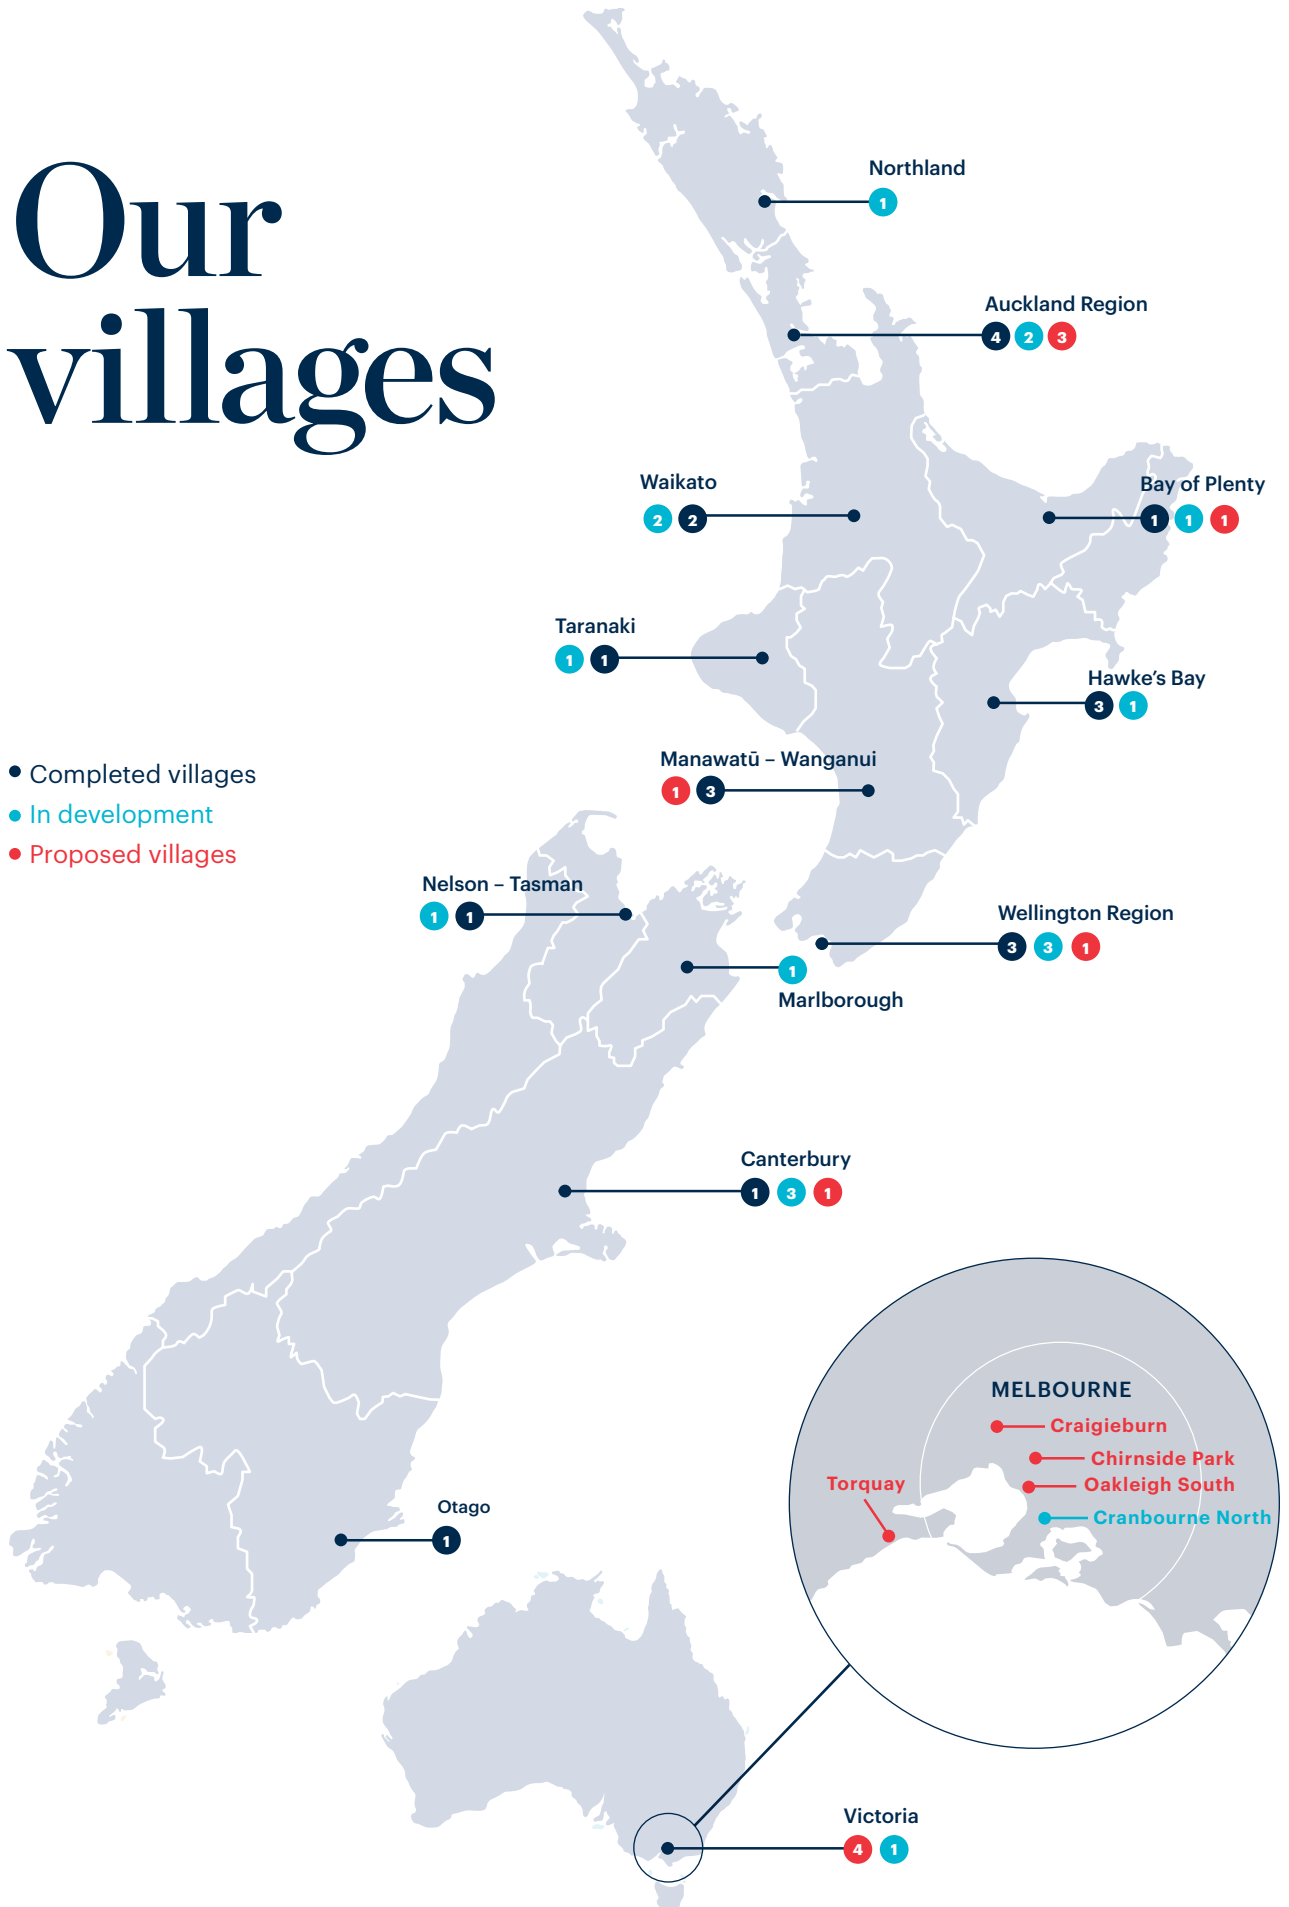 Our
villages
Northland
1
Auckland Region
4 2 3
Waikato
2 2
Bay of Plenty
1 1 1
Taranaki
1 1
Hawke's Bay
3 1
Manawatū – Wanganui
1 3
Completed villages
In development
Proposed villages
Nelson – Tasman
1 1
Wellington Region
3 3 1
1
Marlborough
Canterbury
1 3 1
MELBOURNE
Craigieburn
Chirnside Park
Torquay
Oakleigh South
Cranbourne North
Otago
1
Victoria
4 1